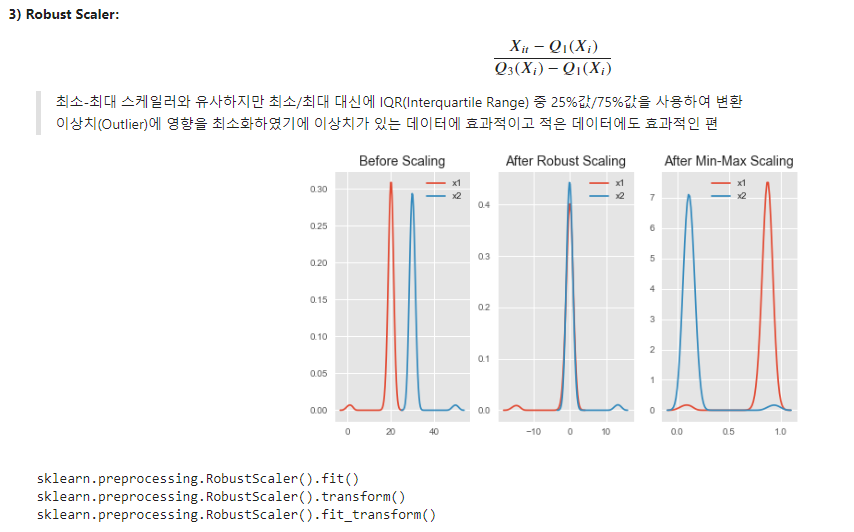 3) Robust Scaler:
Xit − Q1(Xi)
Q3(Xi) − Q1(Xi)
최소-최대 스케일러와 유사하지만 최소/최대 대신에 IQR(Interquartile Range) 중 25%값/75%값을 사용하여 변환
이상치(Outlier)에 영향을 최소화하였기에 이상치가 있는 데이터에 효과적이고 적은 데이터에도 효과적인 편
Before Scaling
x1
x2
0.30
0.25
0.20
0.15
0.10
0.05
0.00
0 20 40
After Robust Scaling
x1
x2
0.4
0.3
0.2
0.1
0.0
−10 0 10
After Min-Max Scaling
x1
x2
7
6
5
4
3
2
1
0
0.0 0.5 1.0
sklearn.preprocessing.RobustScaler().fit()
sklearn.preprocessing.RobustScaler().transform()
sklearn.preprocessing.RobustScaler().fit_transform()